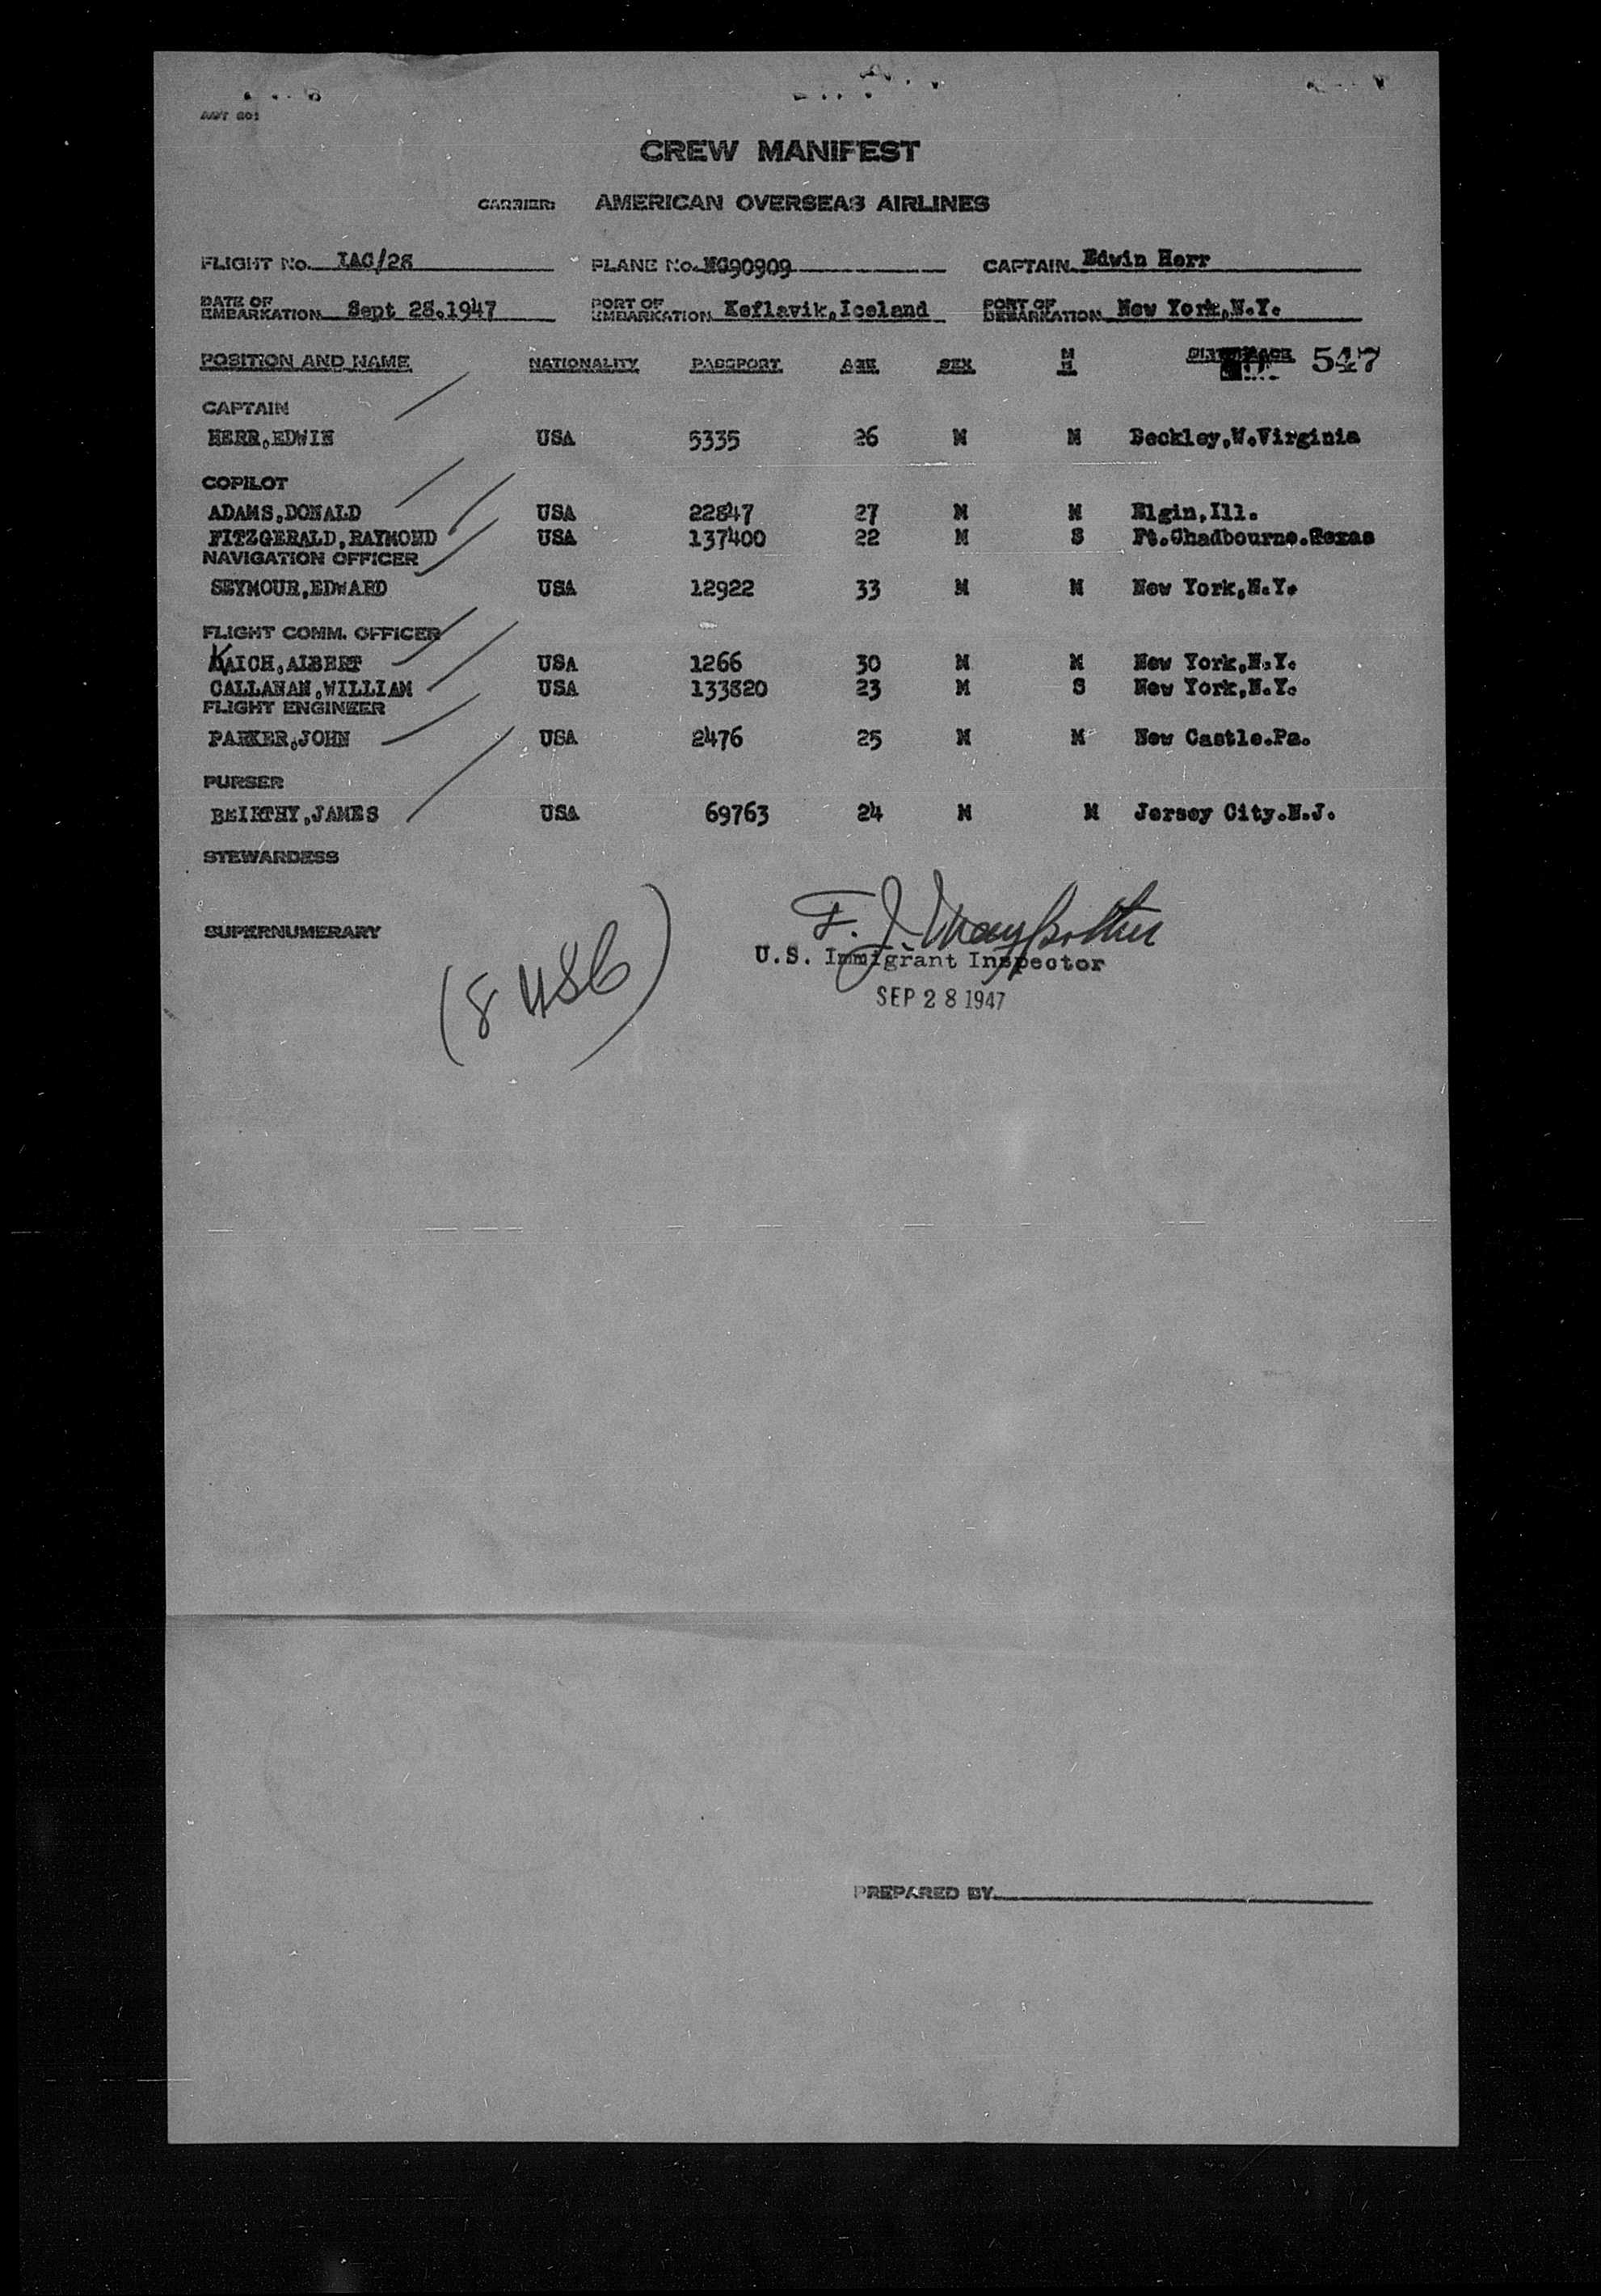 CREW MANIFEST
CARRIER: AMERICAN OVERSEAS AIRLINES
FLIGHT No. PLANE No. NC90909 CAPTAIN Edwin Herr
DATE OF EMBARKATION Sept 28.1947 PORT OF EMBARKATION Keflavik,Iceland PORT OF DEBARKATION New York,N.Y.
POSITION AND NAME NATIONALITY PASSPORT AGE SEX BIRTHPLACE 547
CAPTAIN
HERR,EDWIN USA 5335 26 M M Beckley,W.Virginia
COPILOT
ADAMS,DONALD USA 22847 27 M M Elgin,Ill.
FITZGERALD,RAYMOND USA 137400 22 M S Ft.Chadbourne.Texas
NAVIGATION OFFICER
SEYMOUR,EDWARD USA 12922 33 M M New York,N.Y.
FLIGHT COMM. OFFICER
KAICH,ALBERT USA 1266 30 M M New York,N.Y.
CALLAHAN,WILLIAM USA 133820 23 M S New York,N.Y.
FLIGHT ENGINEER
PARKER,JOHN USA 2476 25 M M New Castle.Pa.
PURSER
JAMES USA 69763 24 M M Jersey City.N.J.
STEWARDESS
SUPERNUMERARY
F. J.
U.S. Immigrant Inspector
(8 USC)
SEP 28 1947
PREPARED BY